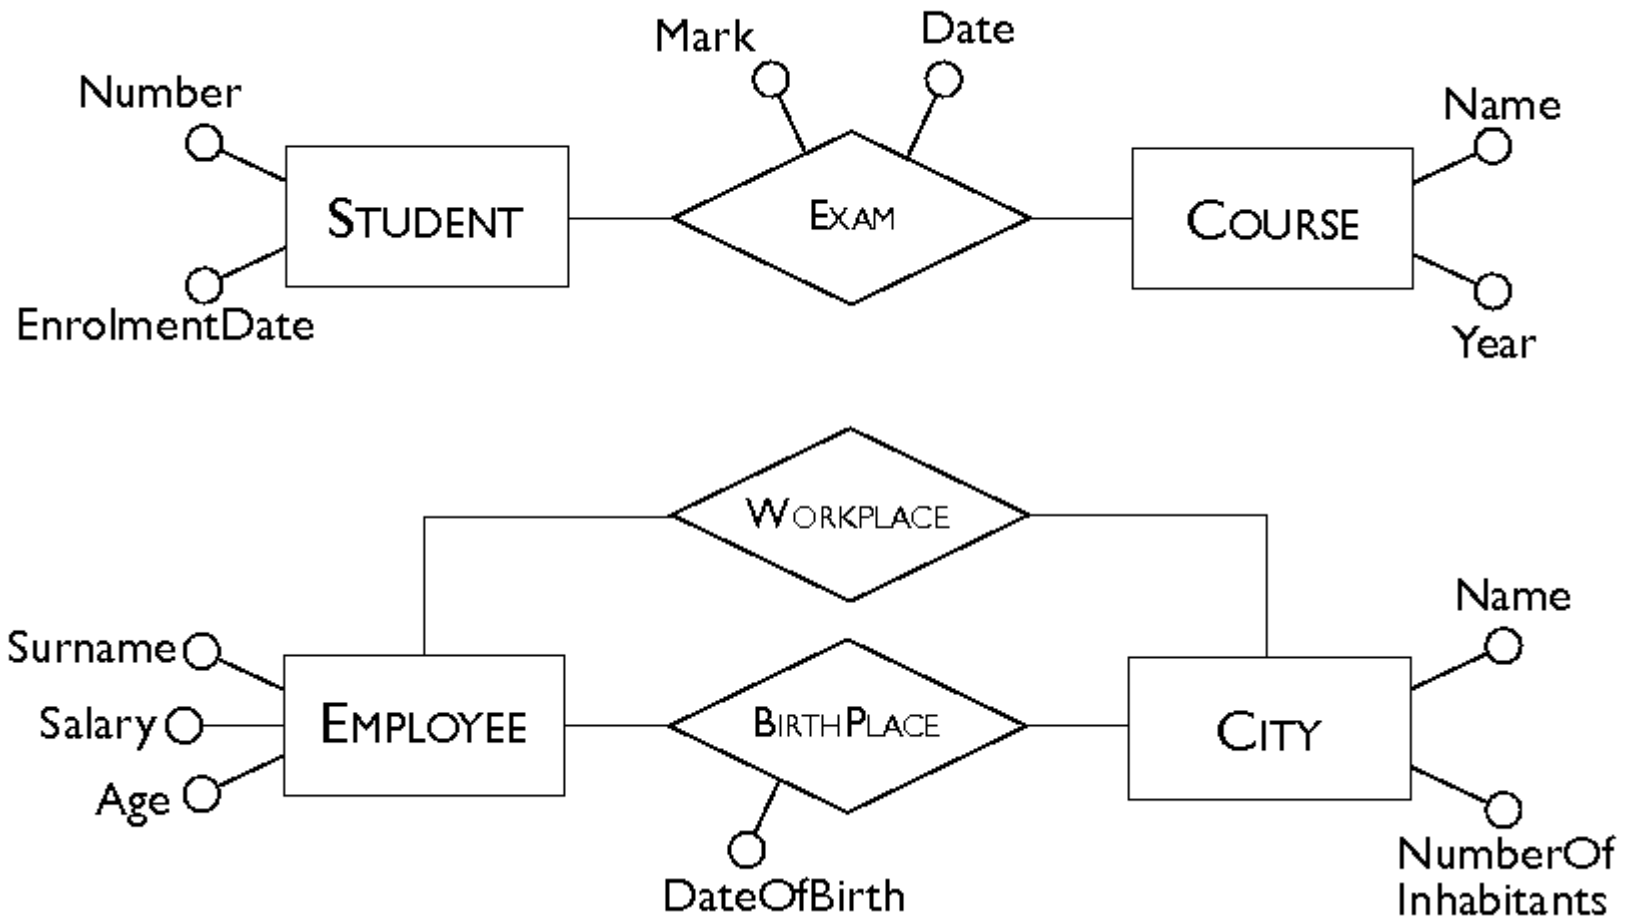 Mark
Date
Number
Name
STUDENT
EXAM
COURSE
EnrolmentDate
Year
WORKPLACE
Name
Surname
Salary
EMPLOYEE
BIRTHPLACE
CITY
Age
DateOfBirth
NumberOf
Inhabitants